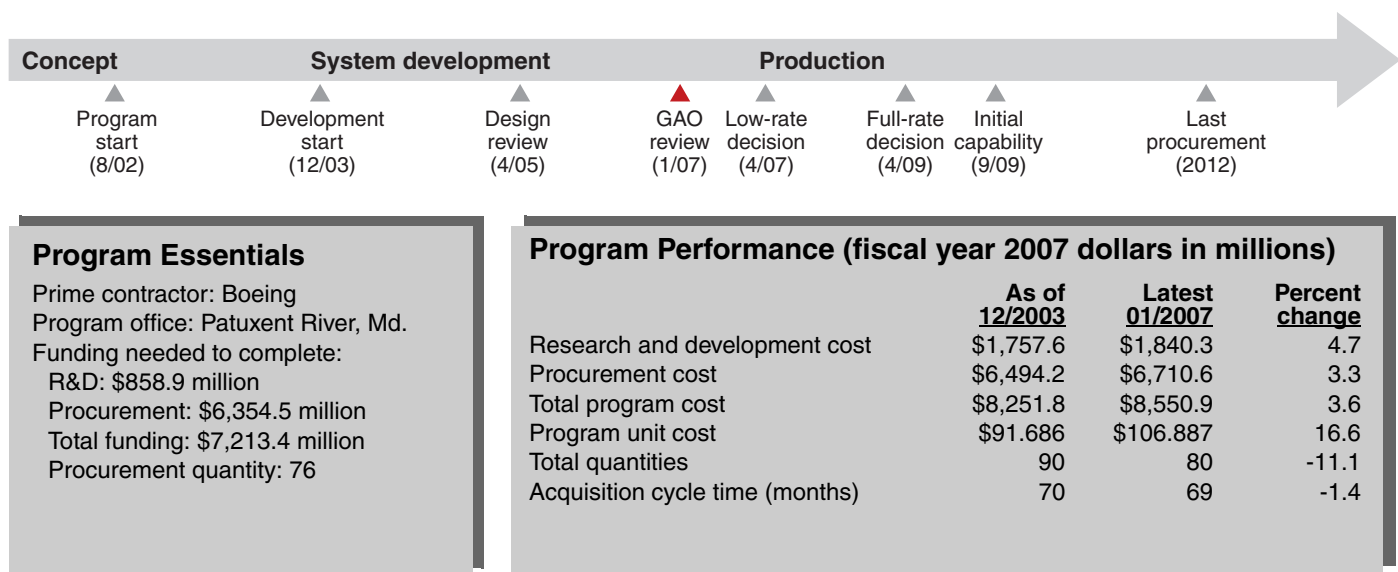 Concept System development Production
Program start (8/02)
Development start (12/03)
Design review (4/05)
GAO review (1/07)
Low-rate decision (4/07)
Full-rate decision (4/09)
Initial capability (9/09)
Last procurement (2012)
Program Essentials
Prime contractor: Boeing
Program office: Patuxent River, Md.
Funding needed to complete:
R&D: $858.9 million
Procurement: $6,354.5 million
Total funding: $7,213.4 million
Procurement quantity: 76
Program Performance (fiscal year 2007 dollars in millions)
As of Latest Percent
12/2003 01/2007 change
Research and development cost $1,757.6 $1,840.3 4.7
Procurement cost $6,494.2 $6,710.6 3.3
Total program cost $8,251.8 $8,550.9 3.6
Program unit cost $91.686 $106.887 16.6
Total quantities 90 80 -11.1
Acquisition cycle time (months) 70 69 -1.4